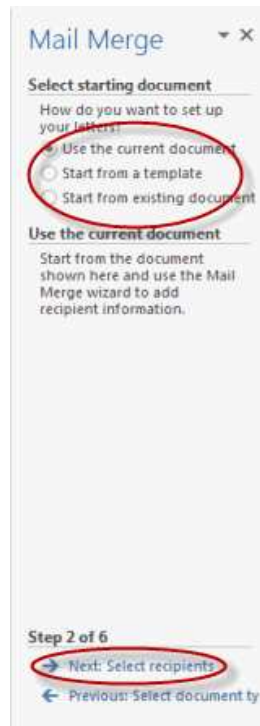 Mail Merge
Select starting document
How do you want to set up
your letters?
Use the current document
Start from a template
Start from existing document
Use the current document
Start from the document
shown here and use the Mail
Merge wizard to add
recipient information.
Step 2 of 6
Next: Select recipients
Previous: Select document ty